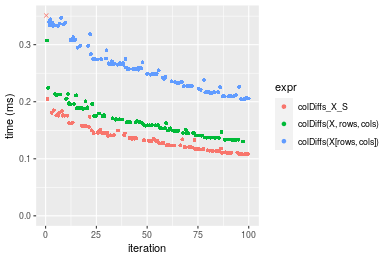 time (ms)
0.3
0.2
0.1
0.0
0
25
50
75
100
iteration
expr
colDiffs_X_S
colDiffs(X, rows, cols)
colDiffs(X[rows, cols])